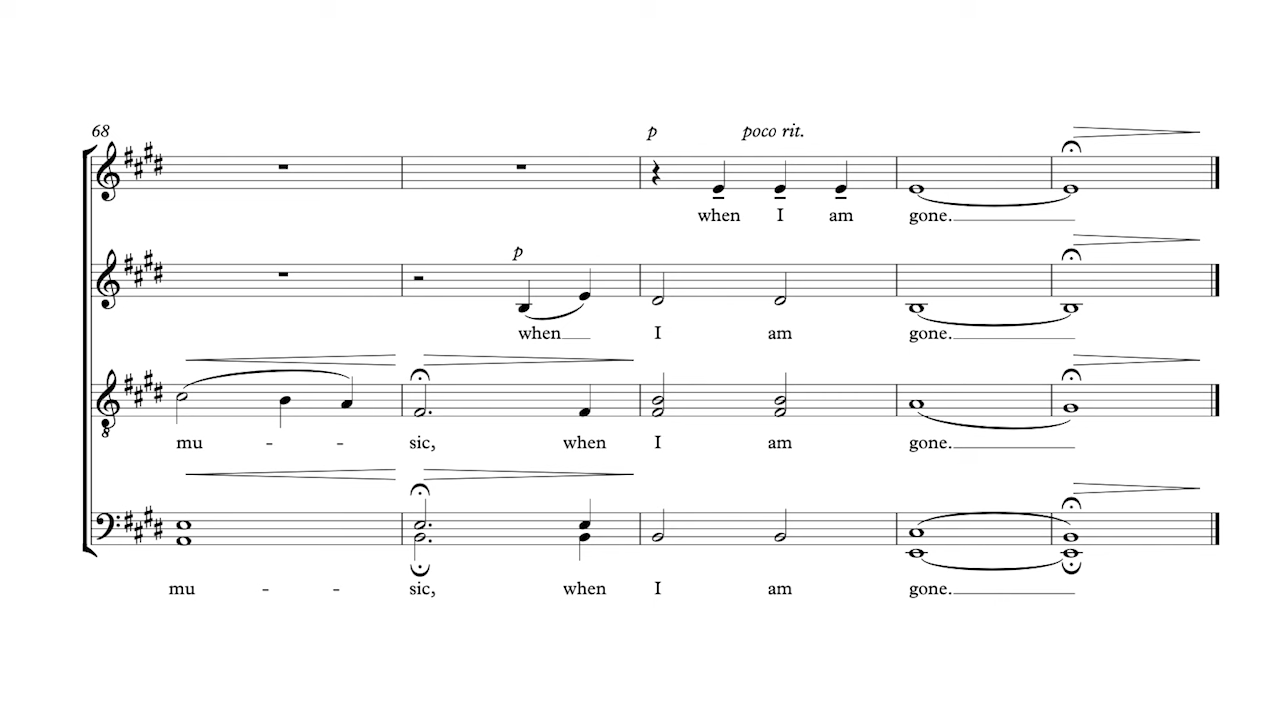 68
p poco rit.
when I am gone.
p
when I am gone.
mu - - sic, when I am gone.
mu - - sic, when I am gone.